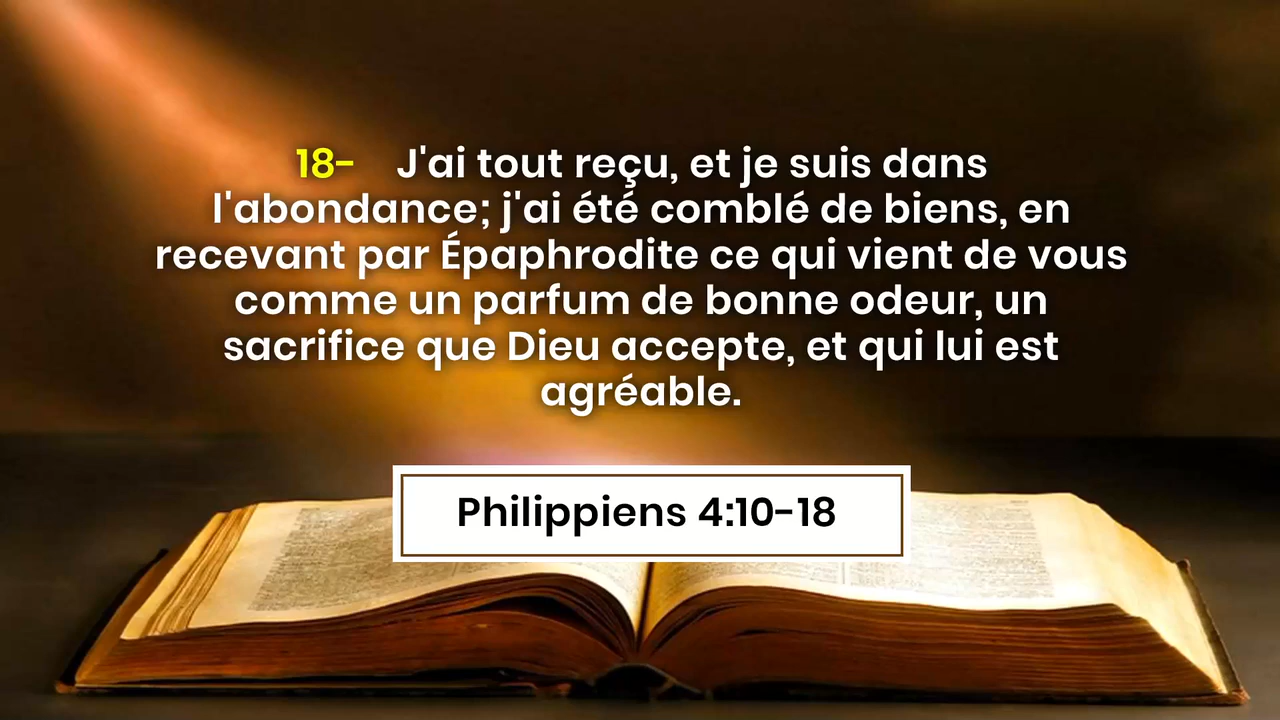 18- J'ai tout reçu, et je suis dans
l'abondance; j'ai été comblé de biens, en
recevant par Épaphrodite ce qui vient de vous
comme un parfum de bonne odeur, un
sacrifice que Dieu accepte, et qui lui est
agréable.
Philippiens 4:10-18